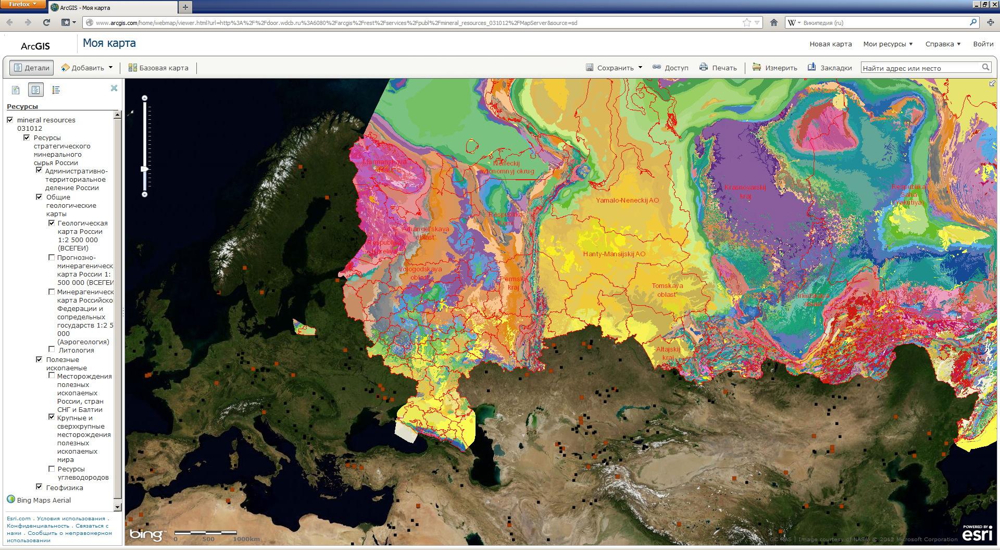 Firefox
ArcGIS - Моя карта
www.arcgis.com/home/webmap/viewer.html?url=http%3A%2F%2Fdoor.wdcb.ru%3A6080%2Farcgis%2Frest%2Fservices%2Fpubl%2Fmineral_resources_031012%2FMapServer&source=sd
W Википедия (ru)
ArcGIS
Моя карта
Новая карта
Мои ресурсы
Справка
Войти
Детали
Добавить
Базовая карта
Сохранить
Доступ
Печать
Измерить
Закладки
Найти адрес или место
Ресурсы
mineral resources
031012
Ресурсы
стратегического
минерального
сырья России
Административно-
территориальное
деление России
Общие
геологические
карты
Геологическая
карта России
1:2 500 000
(ВСЕГЕИ)
Прогнозно-
минерагеническ
карта России 1:
500 000 (ВСЕГЕИ
Минерагеническ
карта Российско
Федерации и
сопредельных
государств 1:2 5
000
(Аэрогеология)
Литология
Полезные
ископаемые
Месторождения
полезных
ископаемых
России, стран
СНГ и Балтии
Крупные и
сверхкрупные
месторождения
полезных
ископаемых
мира
Ресурсы
углеводородов
Геофизика
Bing Maps Aerial
Esri.com . Условия использования .
Конфиденциальность . Связаться с
нами . Сообщить о неправомерном
использовании
Murmanskaya
oblast'
Neneckij
avtonomnyj okrug
Yamalo-Neneckij AO
Krasnoyarskij
kraj
Respublika
Saha
(Yakutiya)
Respublika
Komi
Arhangel'skaya
oblast'
Respublika
Kareliya
Hanty-Mansijskij AO
Vologodskaya
oblast'
Permskij
kraj
Tomskaya
oblast'
Irkutskaya
oblast'
Altajskij
kraj
bing™
0 500 1000km
GC RAS | Image courtesy of NASA, © 2012 Microsoft Corporation
POWERED BY
esri